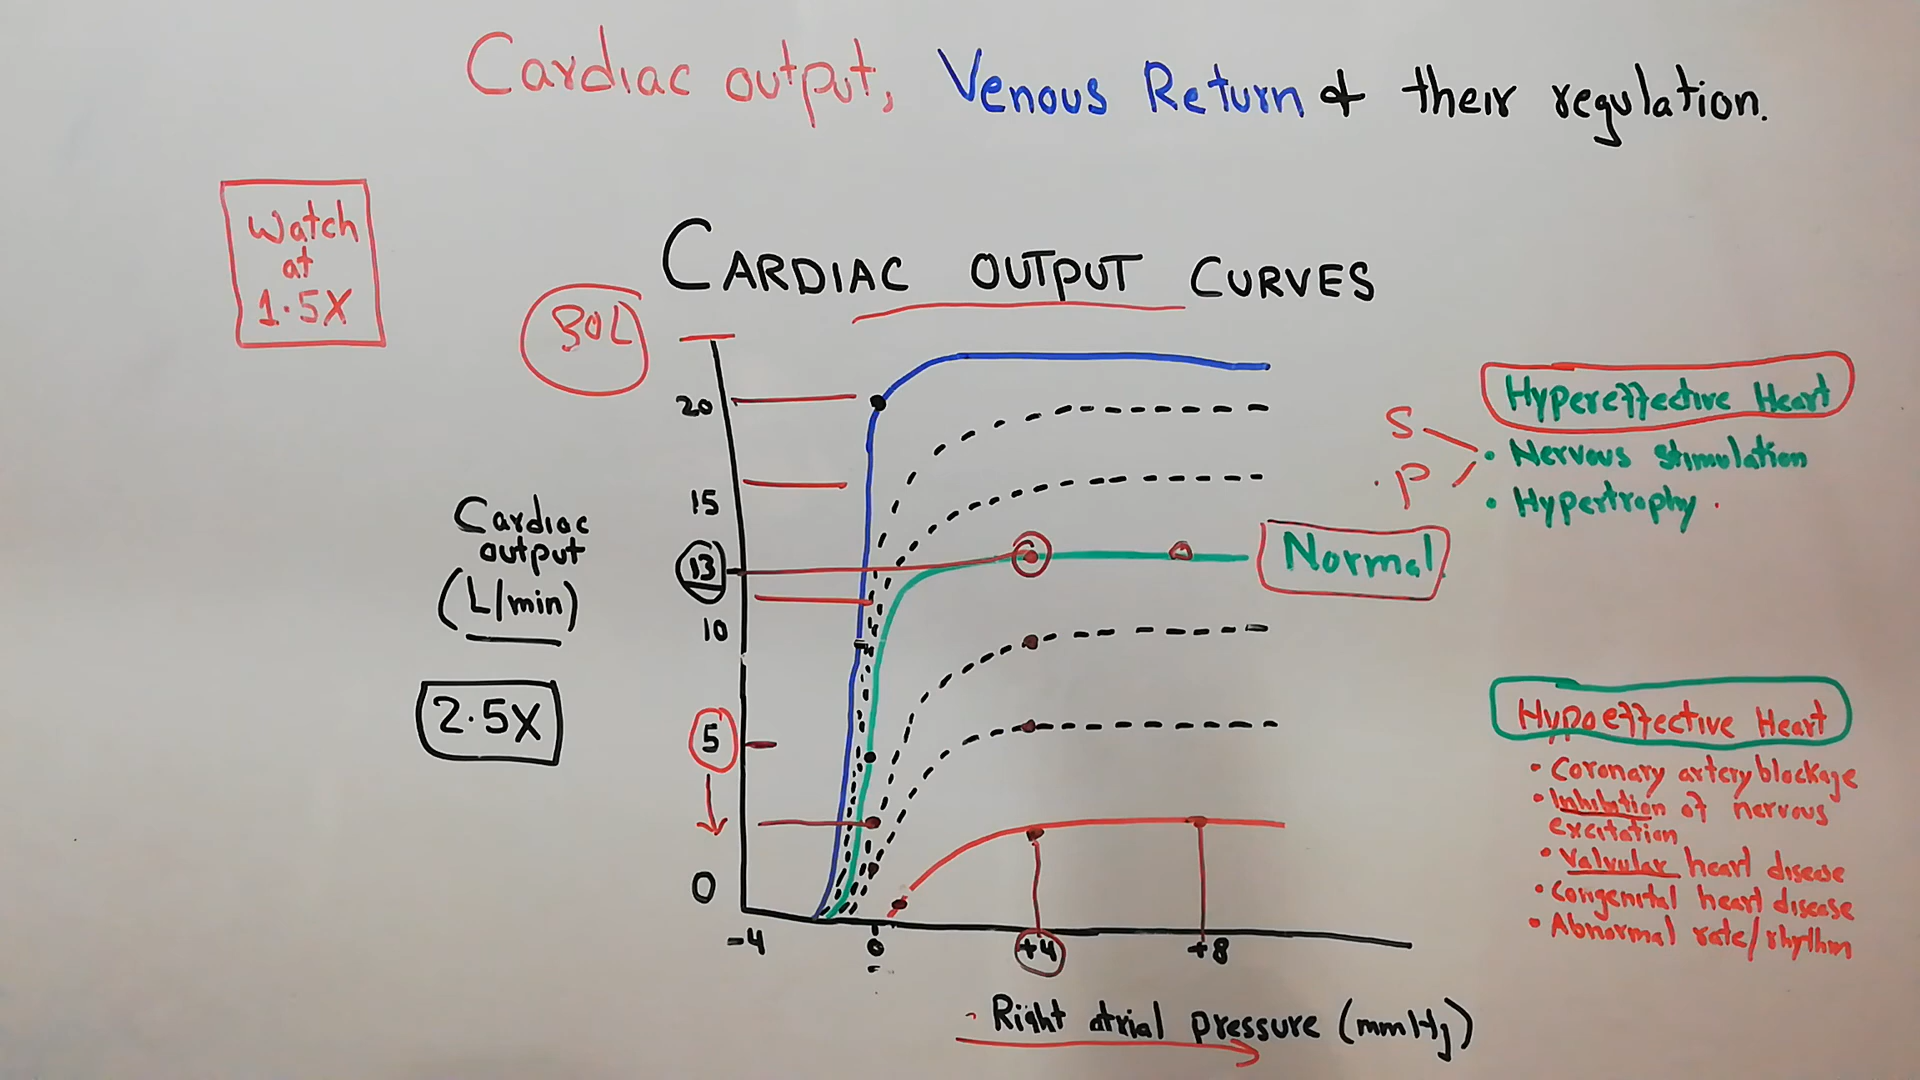 Cardiac output, Venous Return & their regulation.
Watch
at
1.5X
CARDIAC OUTPUT CURVES
30L
20
15
13
10
5
0
Cardiac
output
(L/min)
2.5X
-4
0
+4
+8
Right atrial pressure (mmHg)
Hypereffective Heart
S
P
• Nervous stimulation
• Hypertrophy
Normal
Hypoeffective Heart
• Coronary artery blockage
• Inhibition of nervous
excitation
• Valvular heart disease
• Congenital heart disease
• Abnormal rate/rhythm